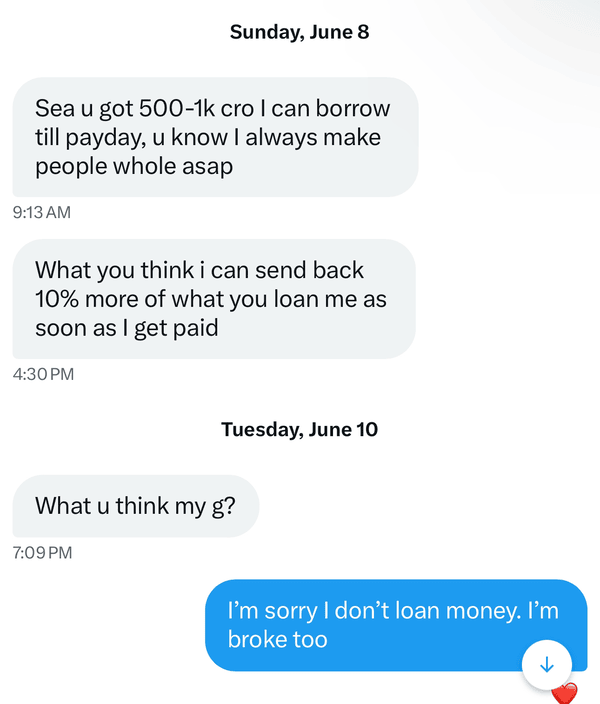 Sunday, June 8
Sea u got 500-1k cro I can borrow
till payday, u know I always make
people whole asap
9:13 AM
What you think i can send back
10% more of what you loan me as
soon as I get paid
4:30 PM
Tuesday, June 10
What u think my g?
7:09 PM
I’m sorry I don’t loan money. I’m
broke too